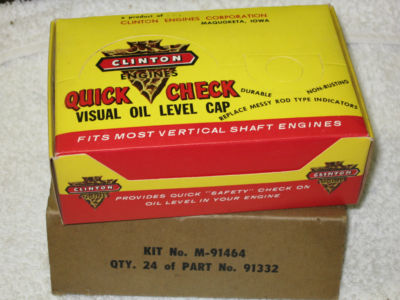 a product of
CLINTON ENGINES CORPORATION
MAQUOKETA, IOWA
CLINTON
ENGINES
QUICK CHECK
VISUAL OIL LEVEL CAP
DURABLE
NON-RUSTING
REPLACE MESSY ROD TYPE INDICATORS
FITS MOST VERTICAL SHAFT ENGINES
CLINTON
ENGINES
CLINTON
ENGINES
PROVIDES QUICK "SAFETY" CHECK ON
OIL LEVEL IN YOUR ENGINE
KIT No. M-91464
QTY. 24 of PART No. 91332